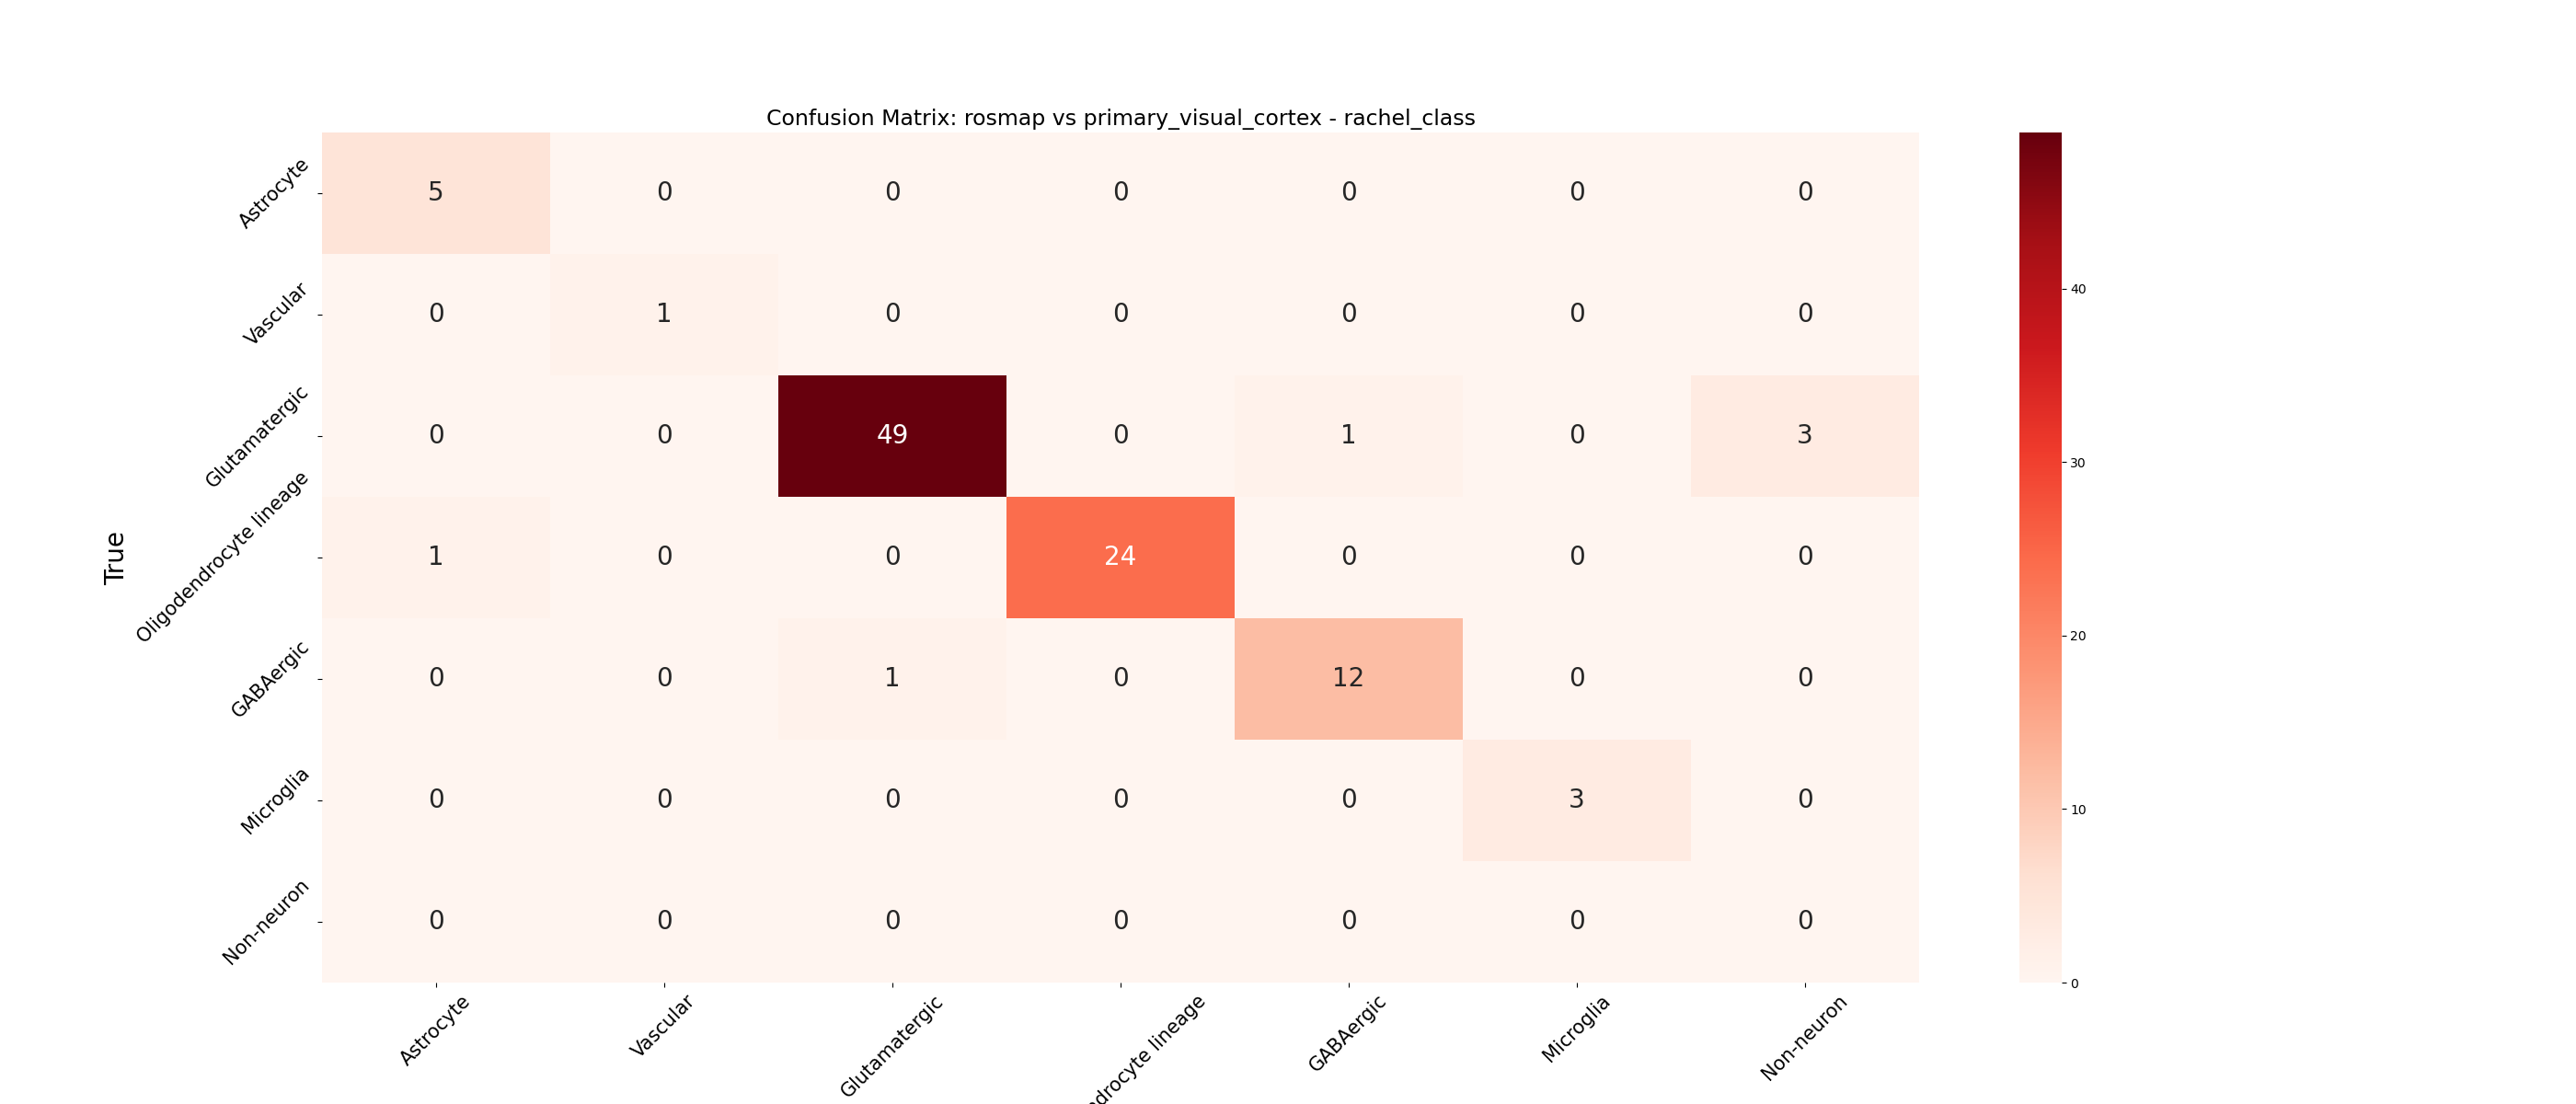 Confusion Matrix: rosmap vs primary_visual_cortex - rachel_class
Astrocyte 5 0 0 0 0 0 0
Vascular 0 1 0 0 0 0 0
Glutamatergic 0 0 49 0 1 0 3
Oligodendrocyte lineage 1 0 0 24 0 0 0
GABAergic 0 0 1 0 12 0 0
Microglia 0 0 0 0 0 3 0
Non-neuron 0 0 0 0 0 0 0
True
Astrocyte
Vascular
Glutamatergic
ndrocyte lineage
GABAergic
Microglia
Non-neuron
40
30
20
10
0